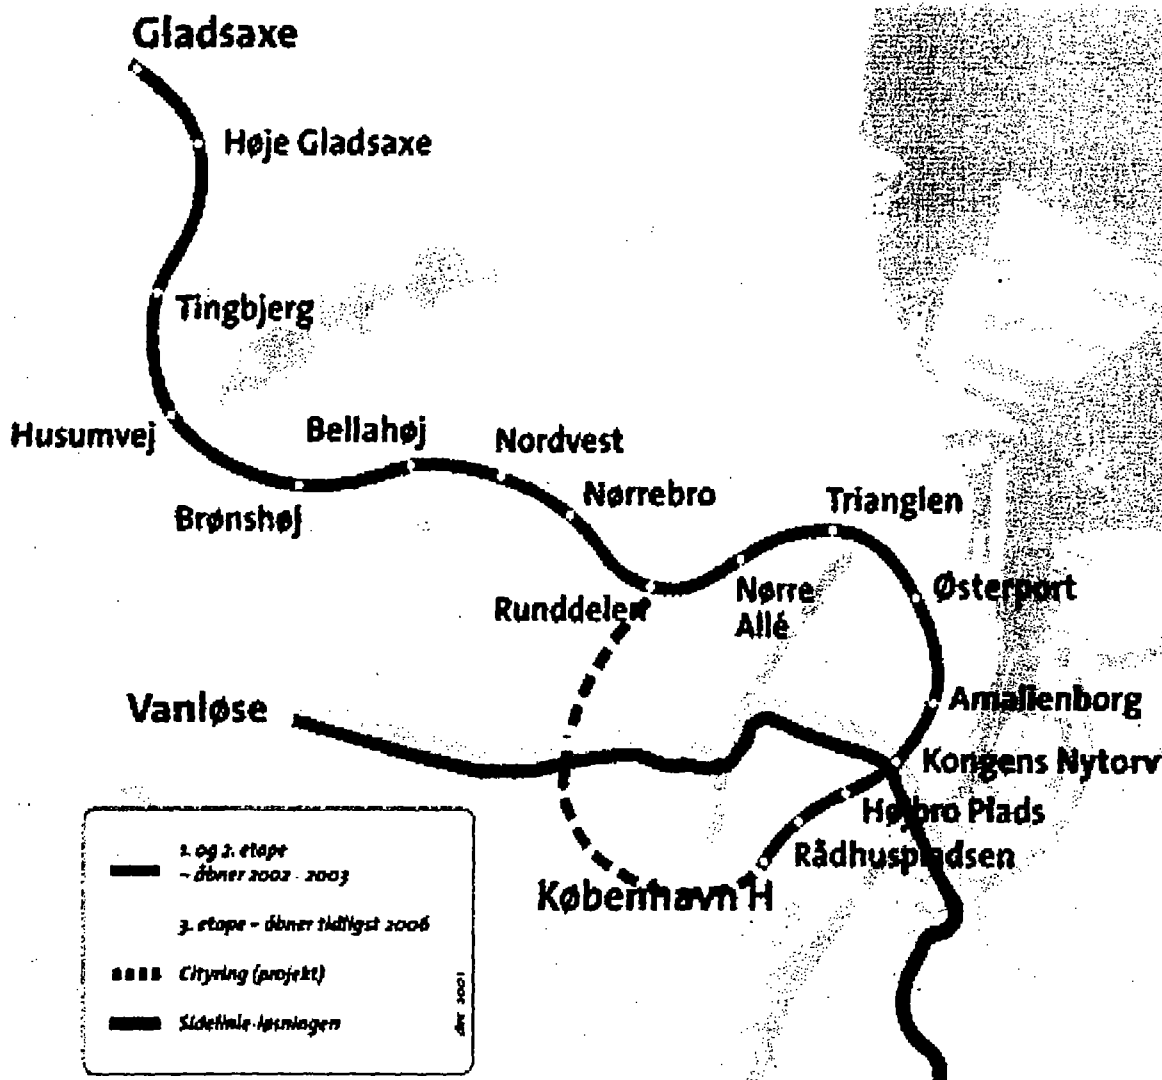 Gladsaxe
Høje Gladsaxe
Tingbjerg
Husumvej
Bellahøj
Nordvest
Brønshøj
Nørrebro
Trianglen
Runddelen
Nørre
Allé
Østerport
Vanløse
Amalienborg
Kongens Nytorv
Højbro Plads
Rådhuspladsen
København H
1. og 2. etape
- åbner 2002 - 2003
3. etape - åbner tidligst 2006
Cityring (projekt)
Sidelinie-løsningen
2001